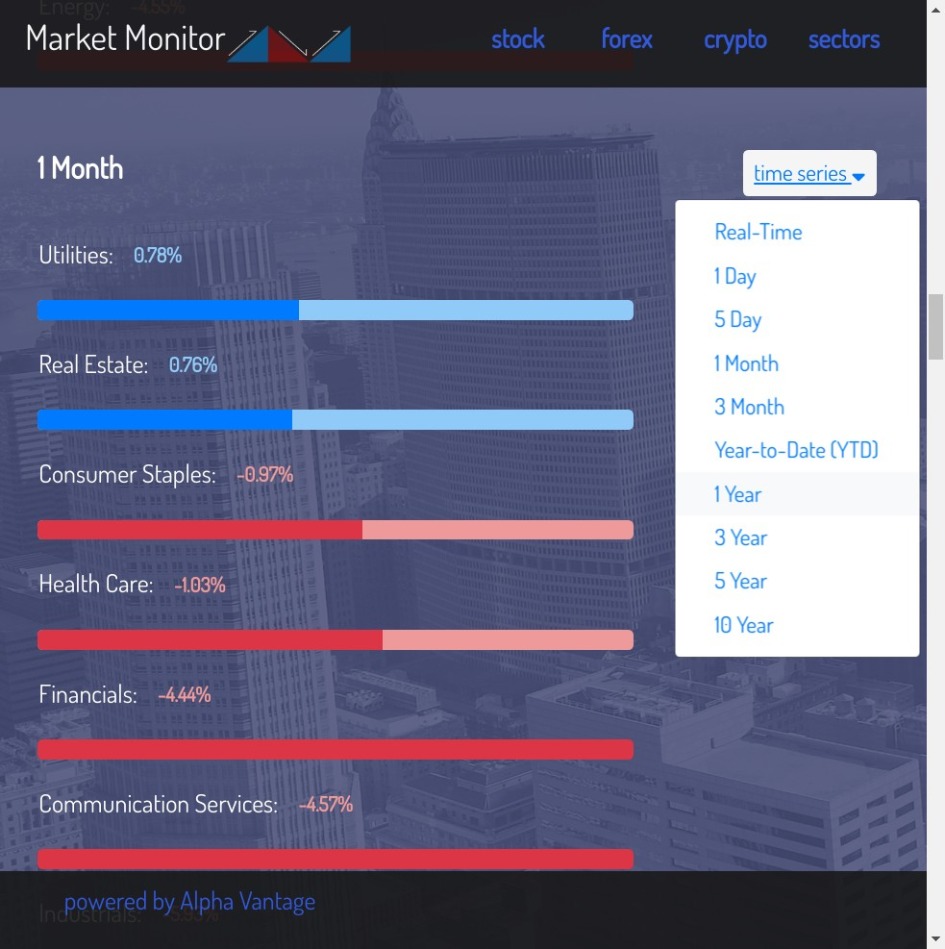 Energy: -4.55%
Market Monitor
stock forex crypto sectors
1 Month
time series
Utilities: 0.78%
Real Estate: 0.76%
Consumer Staples: -0.97%
Health Care: -1.03%
Financials: -4.44%
Communication Services: -4.57%
Real-Time
1 Day
5 Day
1 Month
3 Month
Year-to-Date (YTD)
1 Year
3 Year
5 Year
10 Year
powered by Alpha Vantage
Industrials: